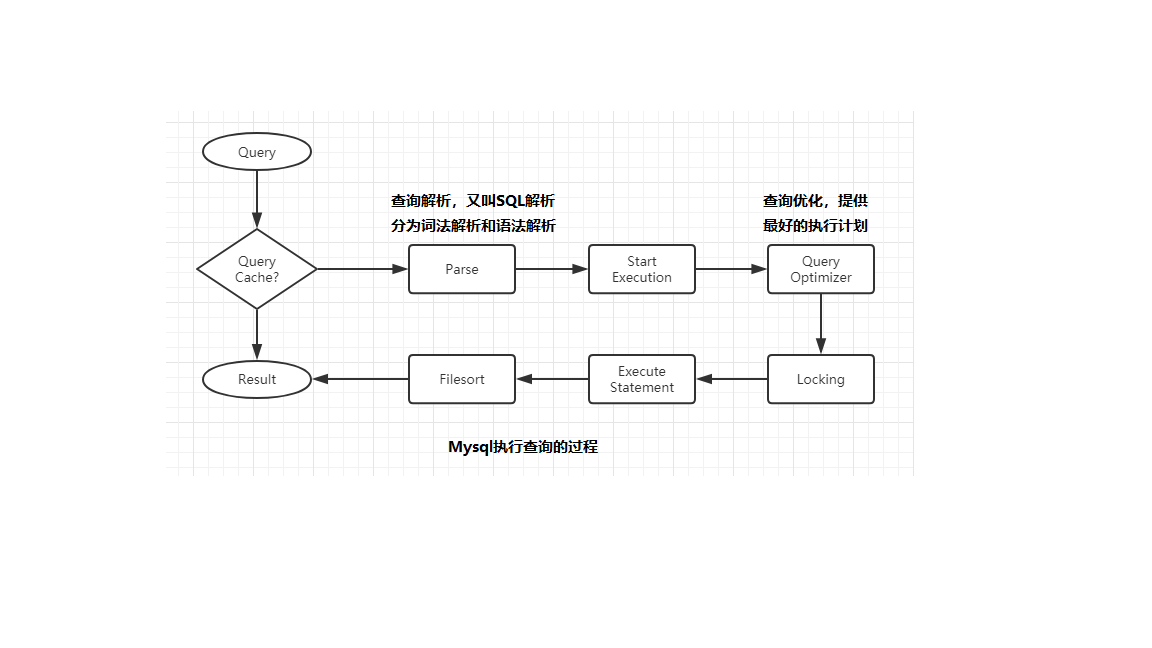 Query
查询解析，又叫SQL解析
分为词法解析和语法解析
查询优化，提供
最好的执行计划
Query
Cache?
Parse
Start
Execution
Query
Optimizer
Result
Filesort
Execute
Statement
Locking
Mysql执行查询的过程